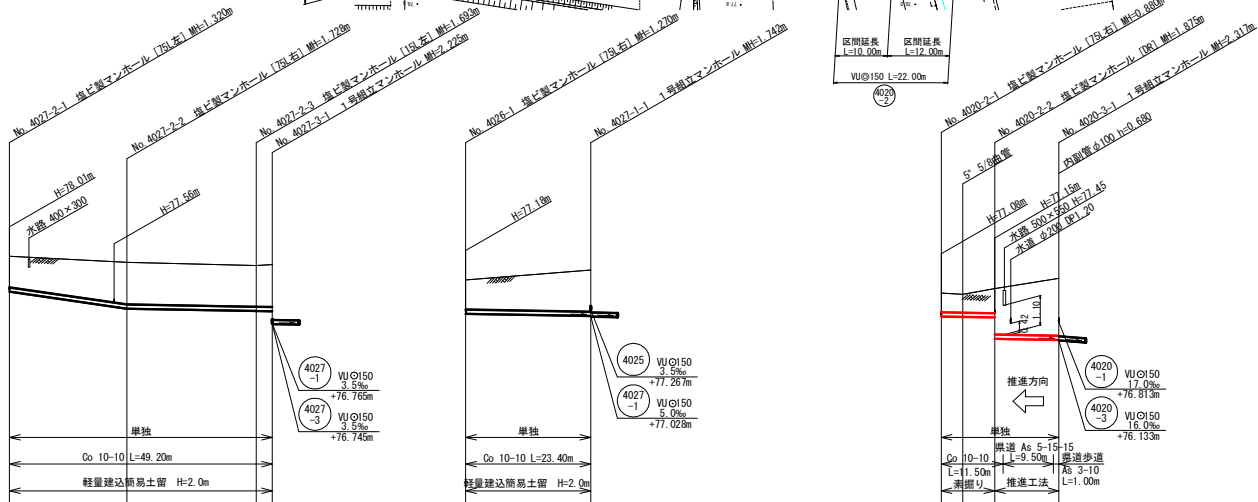 No. 4027-2-1 塩ビ製マンホール [75L左] MH=1.320m
No. 4027-2-2 塩ビ製マンホール [75L右] MH=1.728m
No. 4027-2-3 塩ビ製マンホール [15L左] MH=1.693m
No. 4027-3-1 1号組立マンホール MH=2.225m
H=78.01m
水路 400×300
H=77.56m
4027
-1
VU⊙150
3.5‰
+76.765m
4027
-3
VU⊙150
3.5‰
+76.745m
単独
Co 10-10 L=49.20m
軽量建込簡易土留 H=2.0m
No. 4026-1 塩ビ製マンホール [75L右] MH=1.270m
No. 4027-1-1 1号組立マンホール MH=1.742m
H=77.18m
4025
VU⊙150
3.5‰
+77.267m
4027
-1
VU⊙150
5.0‰
+77.028m
単独
Co 10-10 L=23.40m
軽量建込簡易土留 H=2.0m
区間延長
L=10.00m
区間延長
L=12.00m
VU◎150 L=22.00m
4020
-2
No. 4020-2-1 塩ビ製マンホール [75L右] MH=0.880m
No. 4020-2-2 塩ビ製マンホール [DR] MH=1.875m
No. 4020-3-1 1号組立マンホール MH=2.317m
内副管φ100 h=0.680
5° 5/8曲管
H=77.08m
H=77.15m
水路 500×550 H=77.45
水道 φ200 DP1.20
0.42
1.10
推進方向
4020
-1
VU⊙150
17.0‰
+76.813m
4020
-3
VU⊙150
16.0‰
+76.133m
単独
県道 As 5-15-15
Co 10-10
L=9.50m
県道歩道
As 3-10
L=11.50m
L=1.00m
素掘り
推進工法